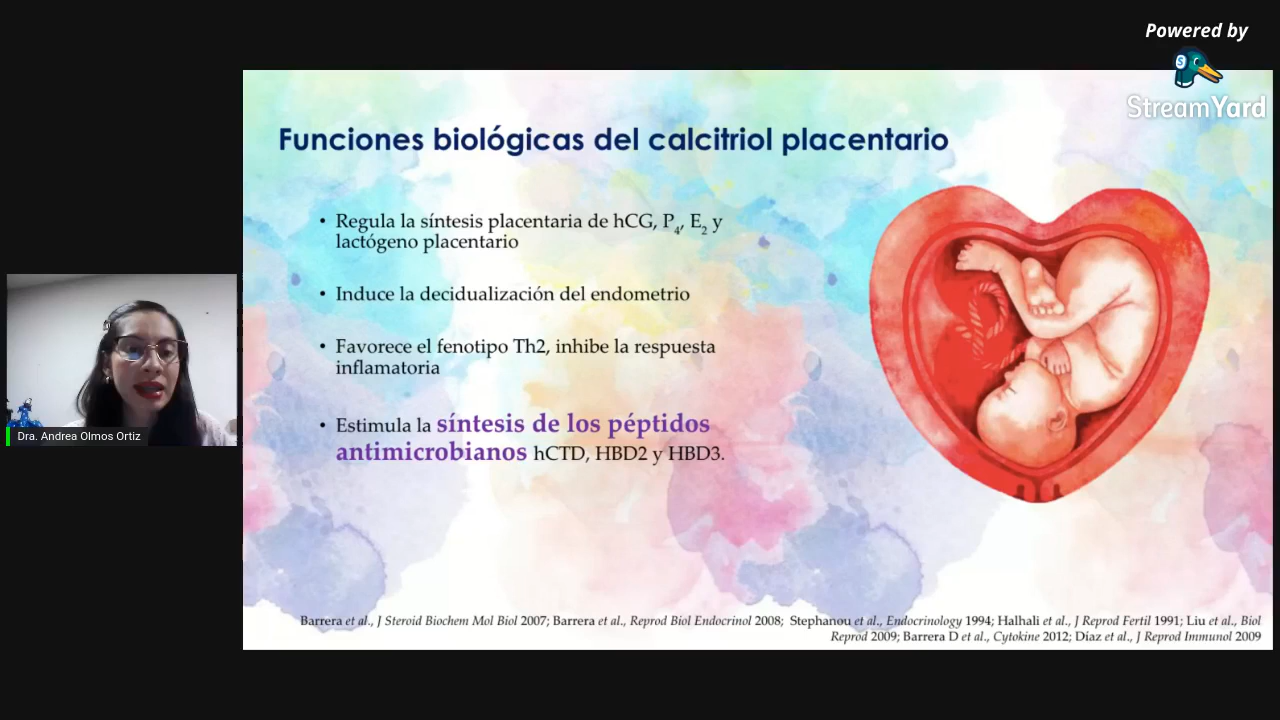 Powered by
StreamYard
Funciones biológicas del calcitriol placentario
• Regula la síntesis placentaria de hCG, P4, E2 y
lactógeno placentario
• Induce la decidualización del endometrio
• Favorece el fenotipo Th2, inhibe la respuesta
inflamatoria
• Estimula la síntesis de los péptidos
antimicrobianos hCTD, HBD2 y HBD3.
Dra. Andrea Olmos Ortiz
Barrera et al., J Steroid Biochem Mol Biol 2007; Barrera et al., Reprod Biol Endocrinol 2008; Stephanou et al., Endocrinology 1994; Halhali et al., J Reprod Fertil 1991; Liu et al., Biol
Reprod 2009; Barrera D et al., Cytokine 2012; Díaz et al., J Reprod Immunol 2009